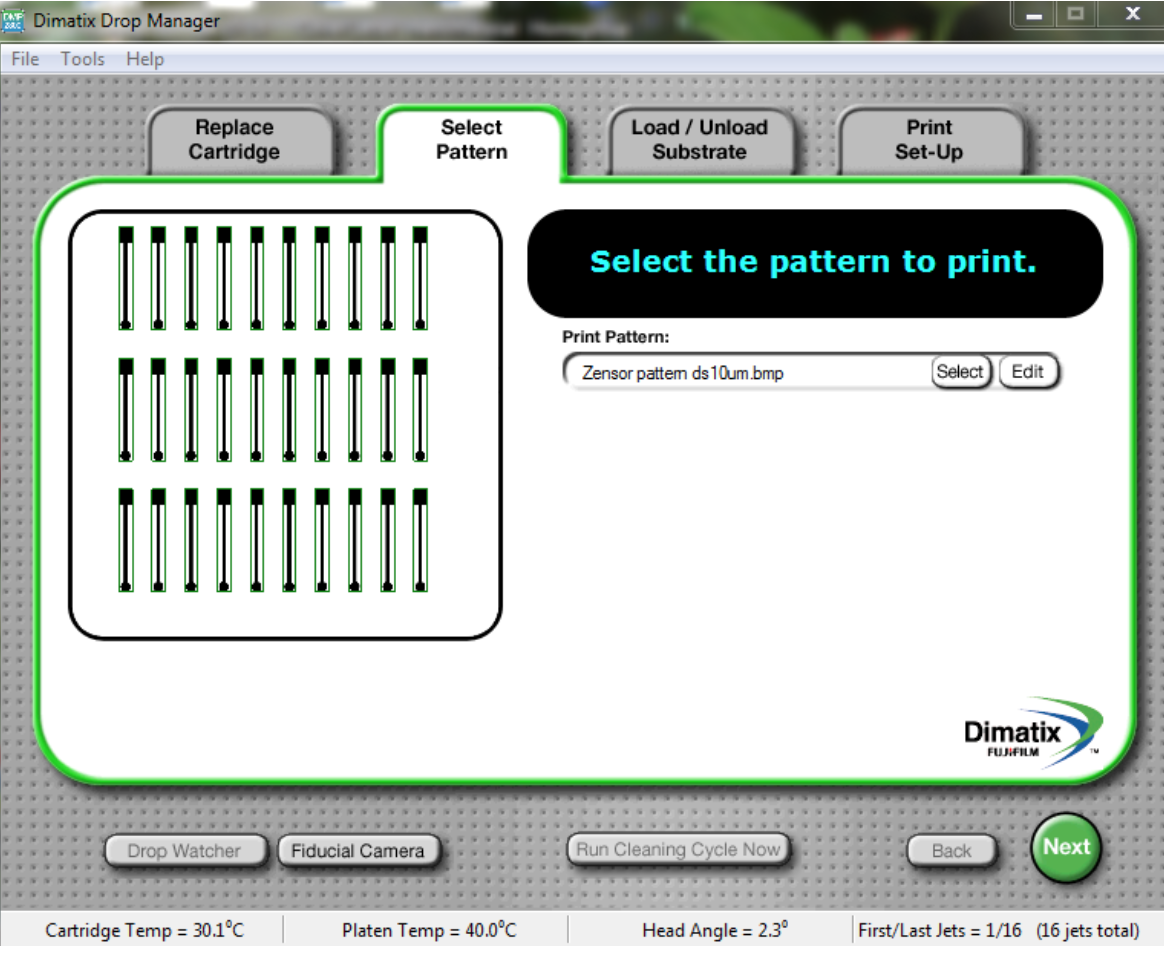 Dimatix Drop Manager
File Tools Help
Replace
Cartridge
Select
Pattern
Load / Unload
Substrate
Print
Set-Up
Select the pattern to print.
Print Pattern:
Zensor pattern ds10um.bmp
Select
Edit
Dimatix
FUJIFILM
TM
Drop Watcher
Fiducial Camera
Run Cleaning Cycle Now
Back
Next
Cartridge Temp = 30.1⁰C
Platen Temp = 40.0⁰C
Head Angle = 2.3⁰
First/Last Jets = 1/16 (16 jets total)